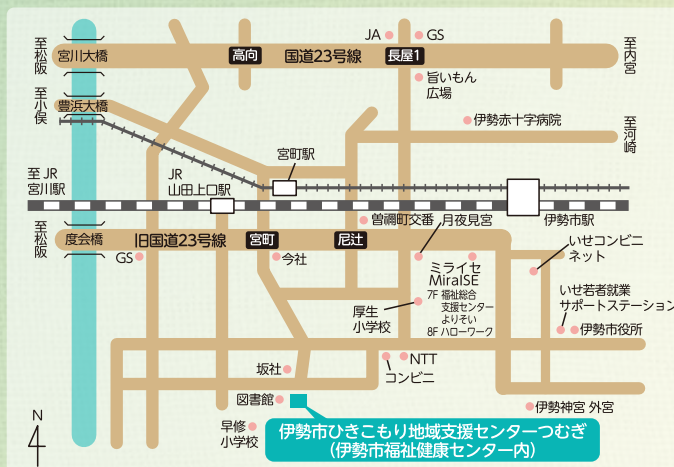 JA
GS
至松阪
宮川大橋
高向
国道23号線
長屋1
至内宮
旨いもん
広場
至小俣
豊浜大橋
伊勢赤十字病院
至河崎
宮町駅
至 JR
宮川駅
JR
山田上口駅
伊勢市駅
曽祢町交番
月夜見宮
至松阪
度会橋
旧国道23号線
宮町
尼辻
GS
今社
いせコンビニ
ネット
ミライセ
MiraISE
7F 福祉総合
支援センター
よりそい
8F ハローワーク
厚生
小学校
いせ若者就業
サポートステーション
伊勢市役所
坂社
NTT
コンビニ
図書館
伊勢神宮 外宮
早修
小学校
伊勢市ひきこもり地域支援センターつむぎ
（伊勢市福祉健康センター内）
N
4